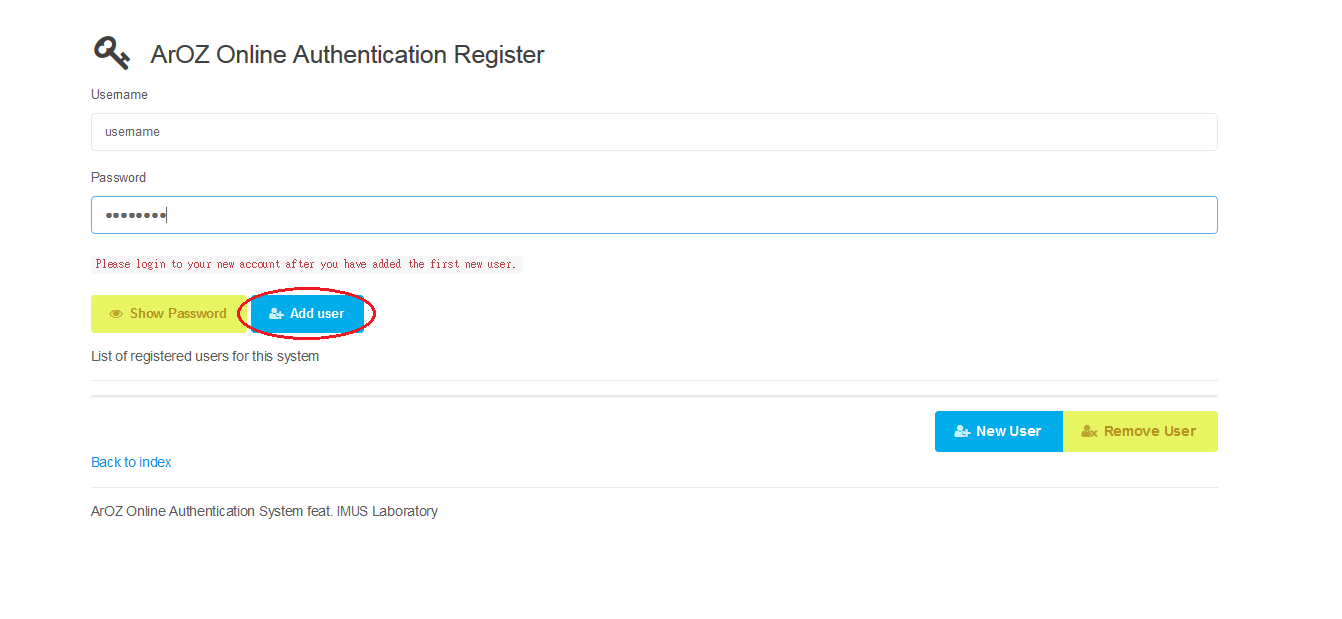 ArOZ Online Authentication Register
Username
username
Password
••••••••
Please login to your new account after you have added the first new user.
Show Password Add user
List of registered users for this system
New User Remove User
Back to index
ArOZ Online Authentication System feat. IMUS Laboratory